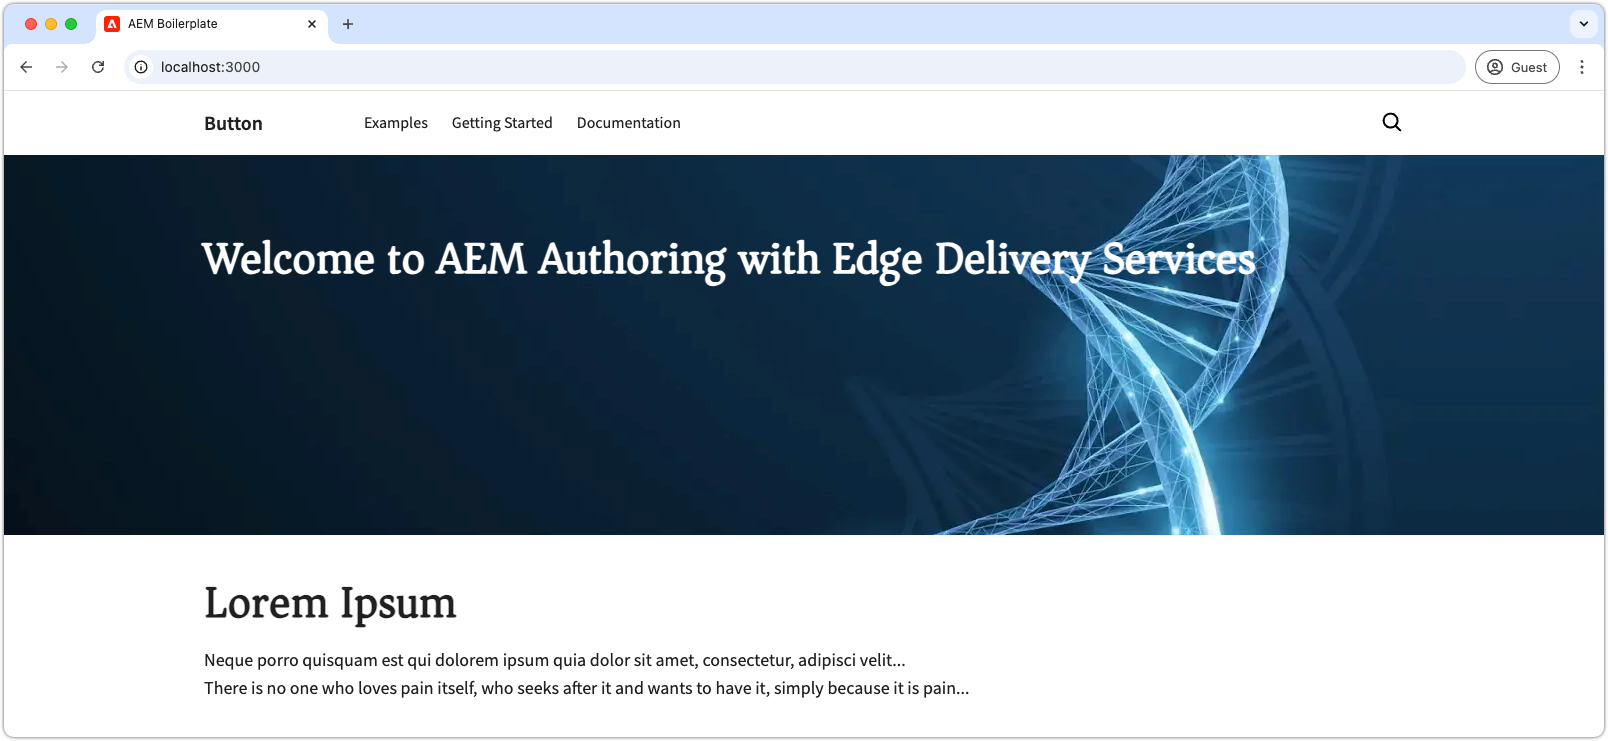 AEM Boilerplate
localhost:3000
Guest
Button
Examples
Getting Started
Documentation
Welcome to AEM Authoring with Edge Delivery Services
Lorem Ipsum
Neque porro quisquam est qui dolorem ipsum quia dolor sit amet, consectetur, adipisci velit...
There is no one who loves pain itself, who seeks after it and wants to have it, simply because it is pain...